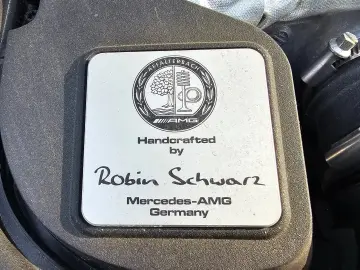 AFFALTERBACH
AMG
Handcrafted
by
Robin Schwarz
Mercedes-AMG
Germany